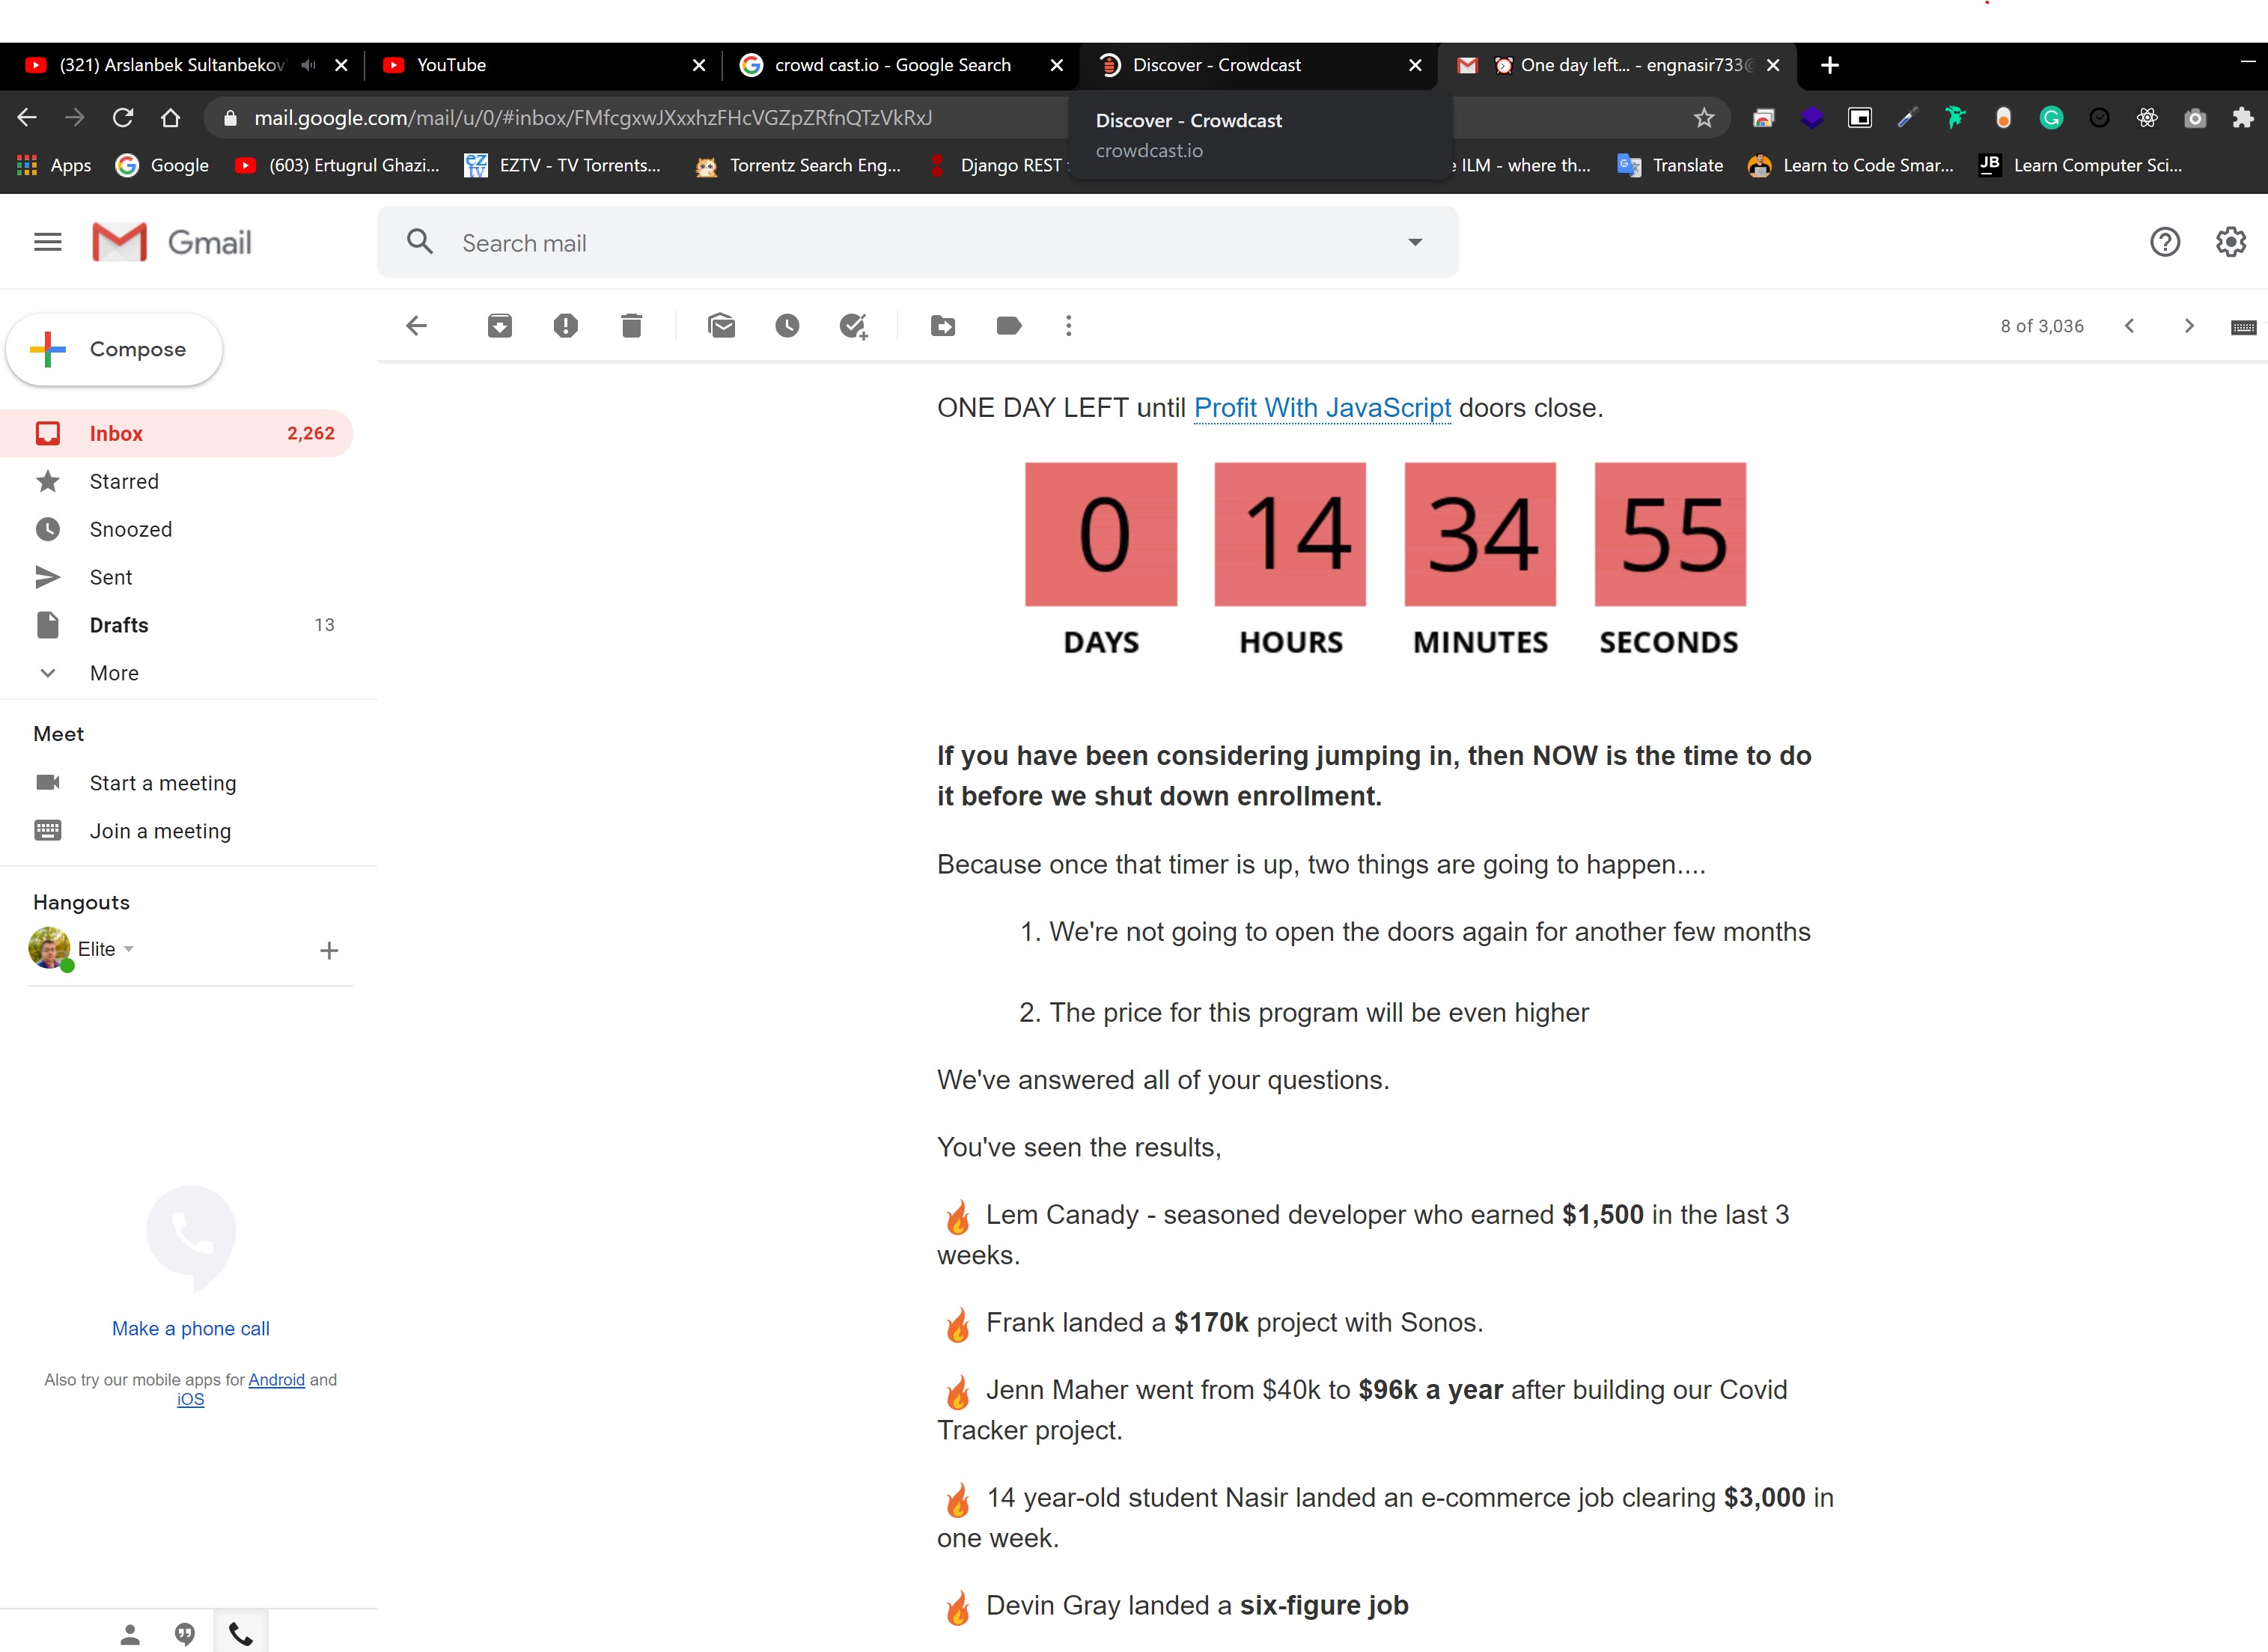 (321) Arslanbek Sultanbekov
YouTube
crowd cast.io - Google Search
Discover - Crowdcast
One day left... - engnasir733@
mail.google.com/mail/u/0/#inbox/FMfcgxwJXxxhzFHcVGZpZRfnQTzVkRxJ
Discover - Crowdcast
crowdcast.io
Apps
Google
(603) Ertugrul Ghazi...
EZTV - TV Torrents...
Torrentz Search Eng...
Django REST
ILM - where th...
Translate
Learn to Code Smar...
JB
Learn Computer Sci...
Gmail
Search mail
Compose
8 of 3,036
Inbox 2,262
Starred
Snoozed
Sent
Drafts 13
More
Meet
Start a meeting
Join a meeting
Hangouts
Elite
Make a phone call
Also try our mobile apps for Android and
iOS
ONE DAY LEFT until Profit With JavaScript doors close.
0 14 34 55
DAYS HOURS MINUTES SECONDS
If you have been considering jumping in, then NOW is the time to do
it before we shut down enrollment.
Because once that timer is up, two things are going to happen....
1. We're not going to open the doors again for another few months
2. The price for this program will be even higher
We've answered all of your questions.
You've seen the results,
🔥 Lem Canady - seasoned developer who earned $1,500 in the last 3
weeks.
🔥 Frank landed a $170k project with Sonos.
🔥 Jenn Maher went from $40k to $96k a year after building our Covid
Tracker project.
🔥 14 year-old student Nasir landed an e-commerce job clearing $3,000 in
one week.
🔥 Devin Gray landed a six-figure job